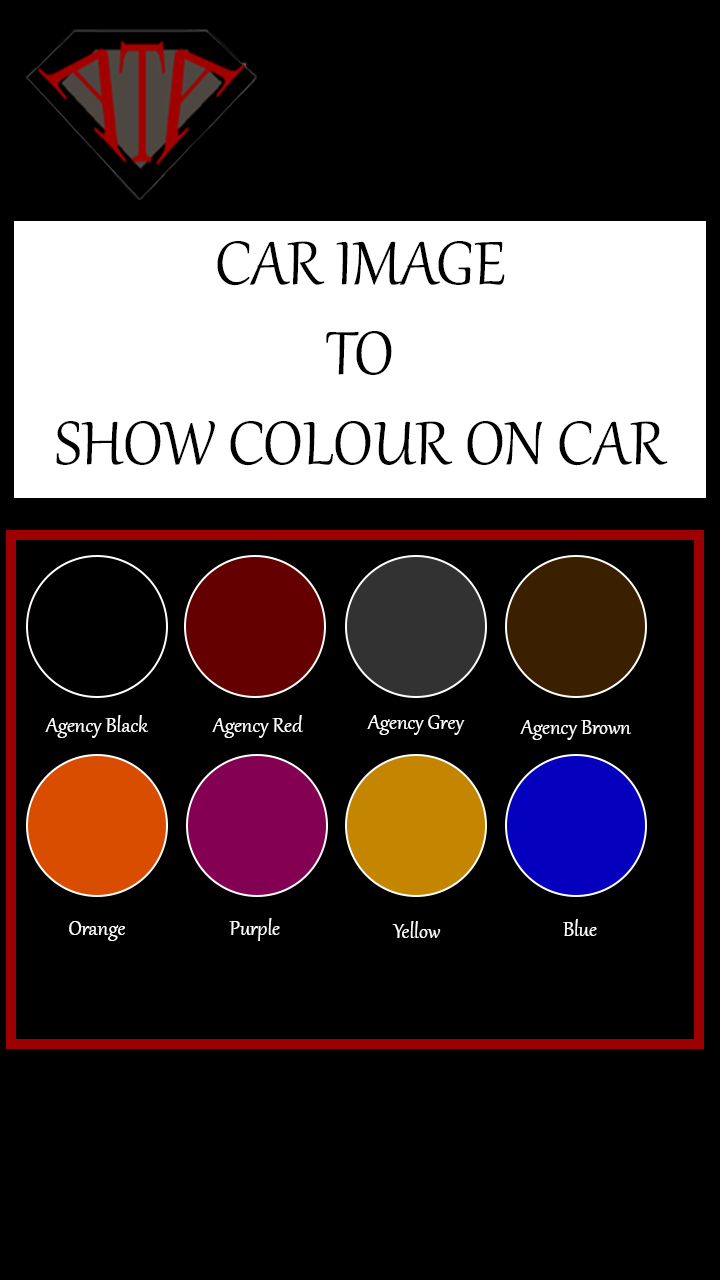 ATA
CAR IMAGE
TO
SHOW COLOUR ON CAR
Agency Black Agency Red Agency Grey Agency Brown
Orange Purple Yellow Blue